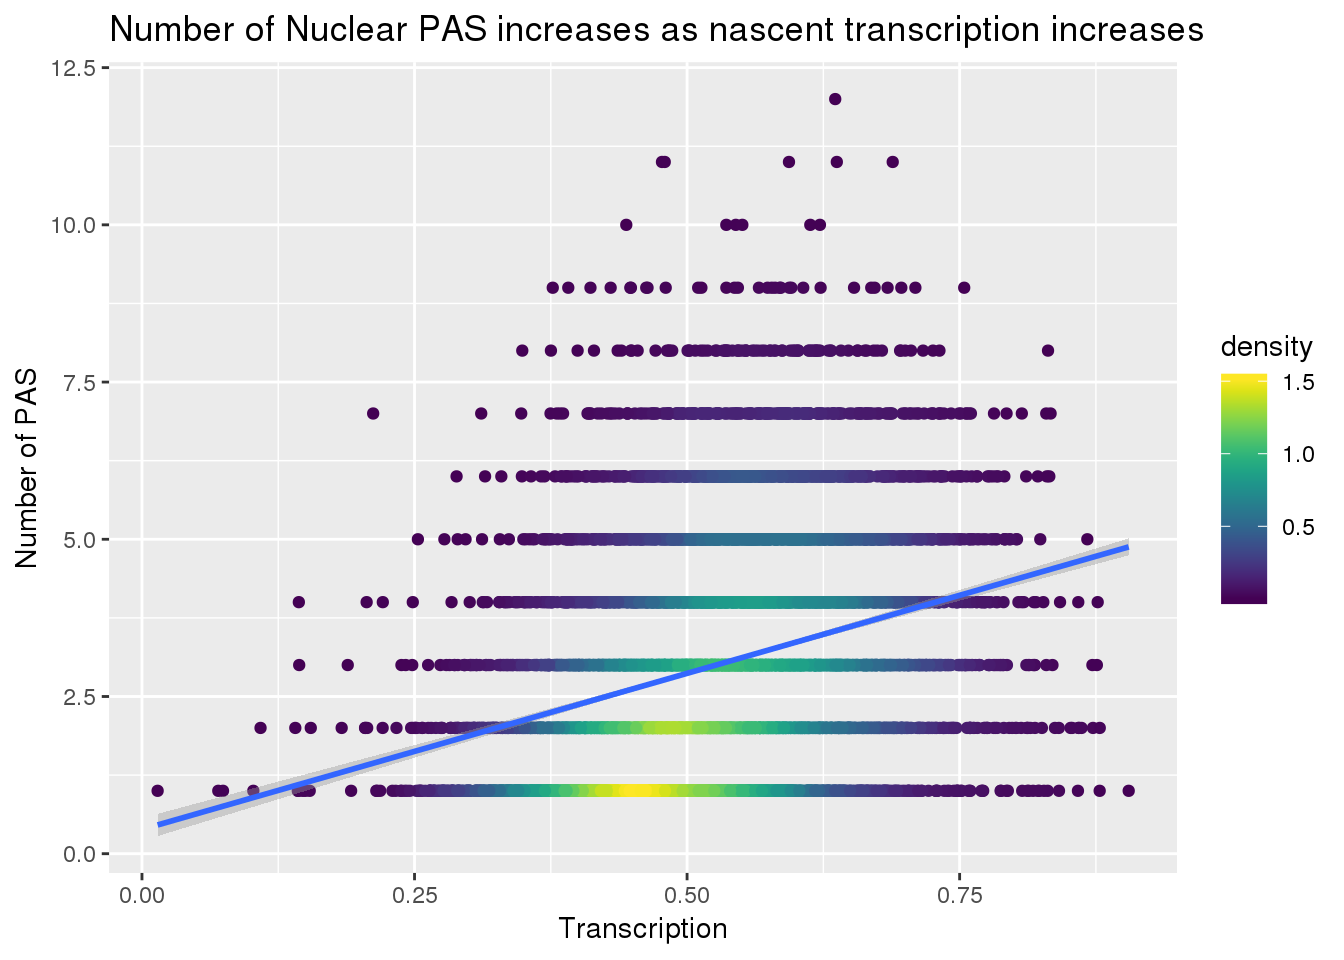 Number of Nuclear PAS increases as nascent transcription increases
12.5
10.0
7.5
5.0
2.5
0.0
Number of PAS
0.00 0.25 0.50 0.75
Transcription
density
1.5
1.0
0.5